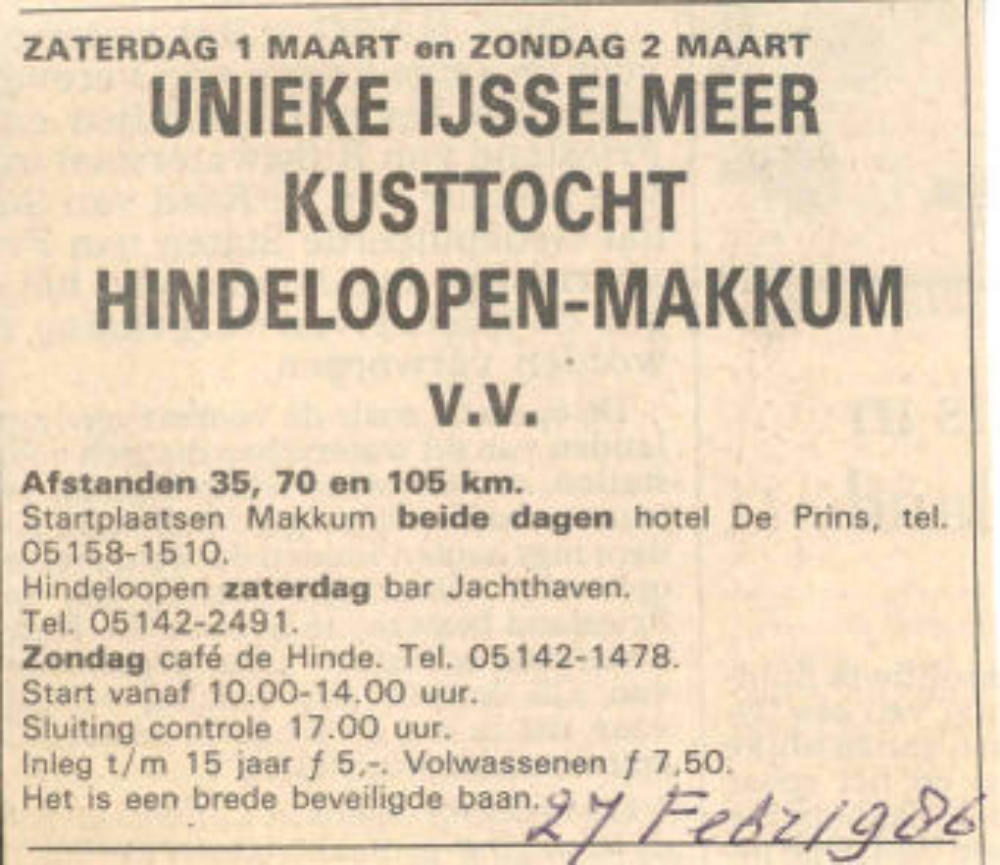 ZATERDAG 1 MAART en ZONDAG 2 MAART
UNIEKE IJSSELMEER
KUSTTOCHT
HINDELOOPEN-MAKKUM
V.V.
Afstanden 35, 70 en 105 km.
Startplaatsen Makkum beide dagen hotel De Prins, tel.
05158-1510.
Hindeloopen zaterdag bar Jachthaven.
Tel. 05142-2491.
Zondag café de Hinde. Tel. 05142-1478.
Start vanaf 10.00-14.00 uur.
Sluiting controle 17.00 uur.
Inleg t/m 15 jaar ƒ 5,-. Volwassenen ƒ 7,50.
Het is een brede beveiligde baan.
27 Febr 1986